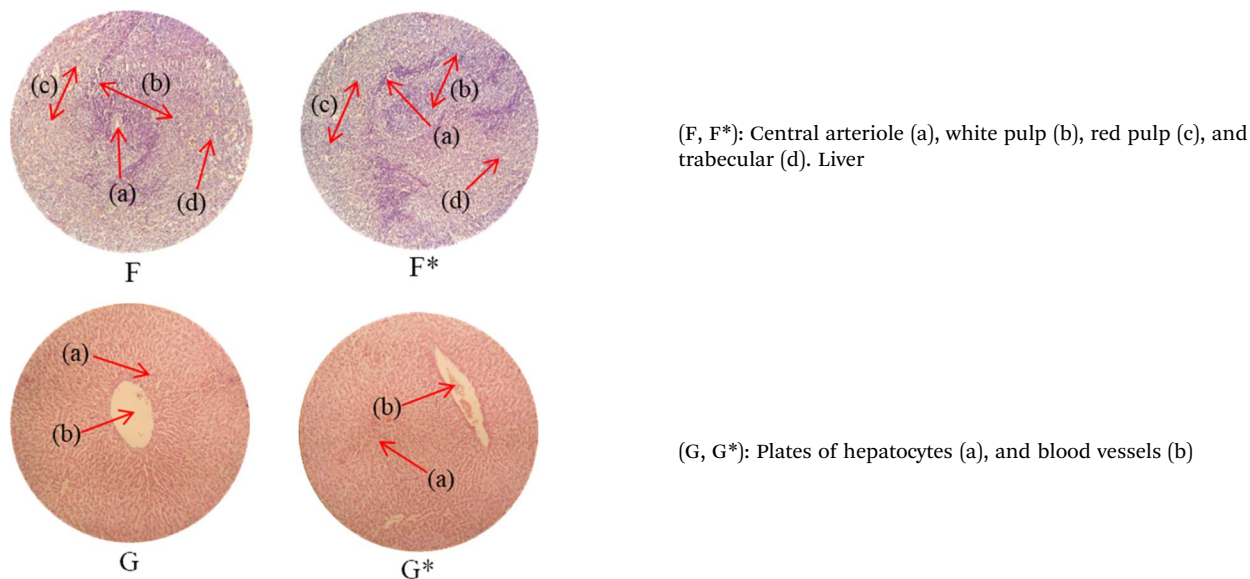 (c)
(b)
(a)
(d)
F
(c)
(b)
(a)
(d)
F*
(F, F*): Central arteriole (a), white pulp (b), red pulp (c), and
trabecular (d). Liver
(a)
(b)
G
(b)
(a)
G*
(G, G*): Plates of hepatocytes (a), and blood vessels (b)